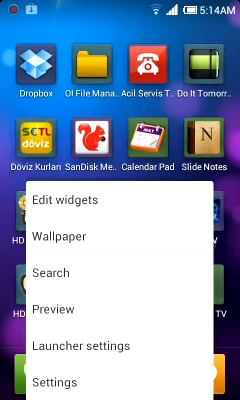 5:14AM
Dropbox OI File Mana.. Acil Servis T.. Do It Tomorr..
SETL
döviz
MAY
N
Döviz Kurları SanDisk Me.. Calendar Pad Slide Notes
Edit widgets
HD
Wallpaper
Search
Preview
HD TV
Launcher settings
Settings